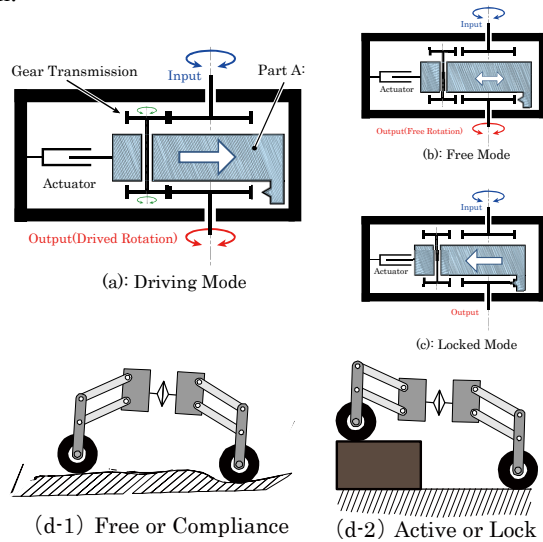 Gear Transmission
Input
Part A:
Actuator
Output(Drived Rotation)
(a): Driving Mode
Input
Actuator
Output(Free Rotation)
(b): Free Mode
Input
Actuator
Output
(c): Locked Mode
(d-1) Free or Compliance
(d-2) Active or Lock